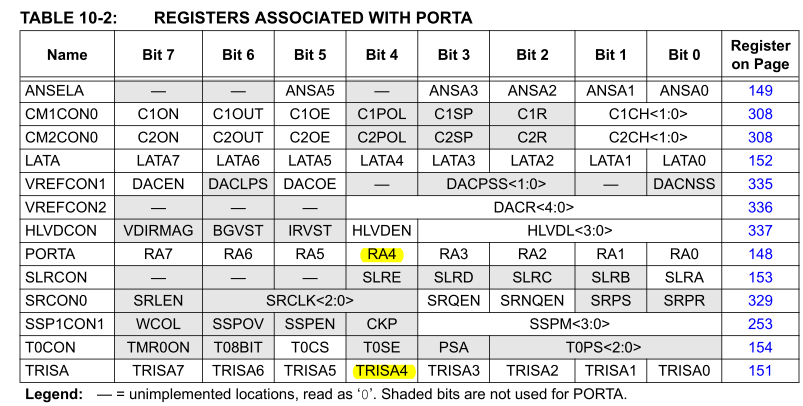 TABLE 10-2: REGISTERS ASSOCIATED WITH PORTA
Name Bit 7 Bit 6 Bit 5 Bit 4 Bit 3 Bit 2 Bit 1 Bit 0 Register on Page
ANSELA — — ANSA5 — ANSA3 ANSA2 ANSA1 ANSA0 149
CM1CON0 C1ON C1OUT C1OE C1POL C1SP C1R C1CH<1:0> 308
CM2CON0 C2ON C2OUT C2OE C2POL C2SP C2R C2CH<1:0> 308
LATA LATA7 LATA6 LATA5 LATA4 LATA3 LATA2 LATA1 LATA0 152
VREFCON1 DACEN DACLPS DACOE — DACPSS<1:0> — DACNSS 335
VREFCON2 — — — DACR<4:0> 336
HLVDCON VDIRMAG BGVST IRVST HLVDEN HLVDL<3:0> 337
PORTA RA7 RA6 RA5 RA4 RA3 RA2 RA1 RA0 148
SLRCON — — — SLRE SLRD SLRC SLRB SLRA 153
SRCON0 SRLEN SRCLK<2:0> SRQEN SRNQEN SRPS SRPR 329
SSP1CON1 WCOL SSPOV SSPEN CKP SSPM<3:0> 253
T0CON TMR0ON T08BIT T0CS T0SE PSA T0PS<2:0> 154
TRISA TRISA7 TRISA6 TRISA5 TRISA4 TRISA3 TRISA2 TRISA1 TRISA0 151
Legend: — = unimplemented locations, read as ‘0’. Shaded bits are not used for PORTA.